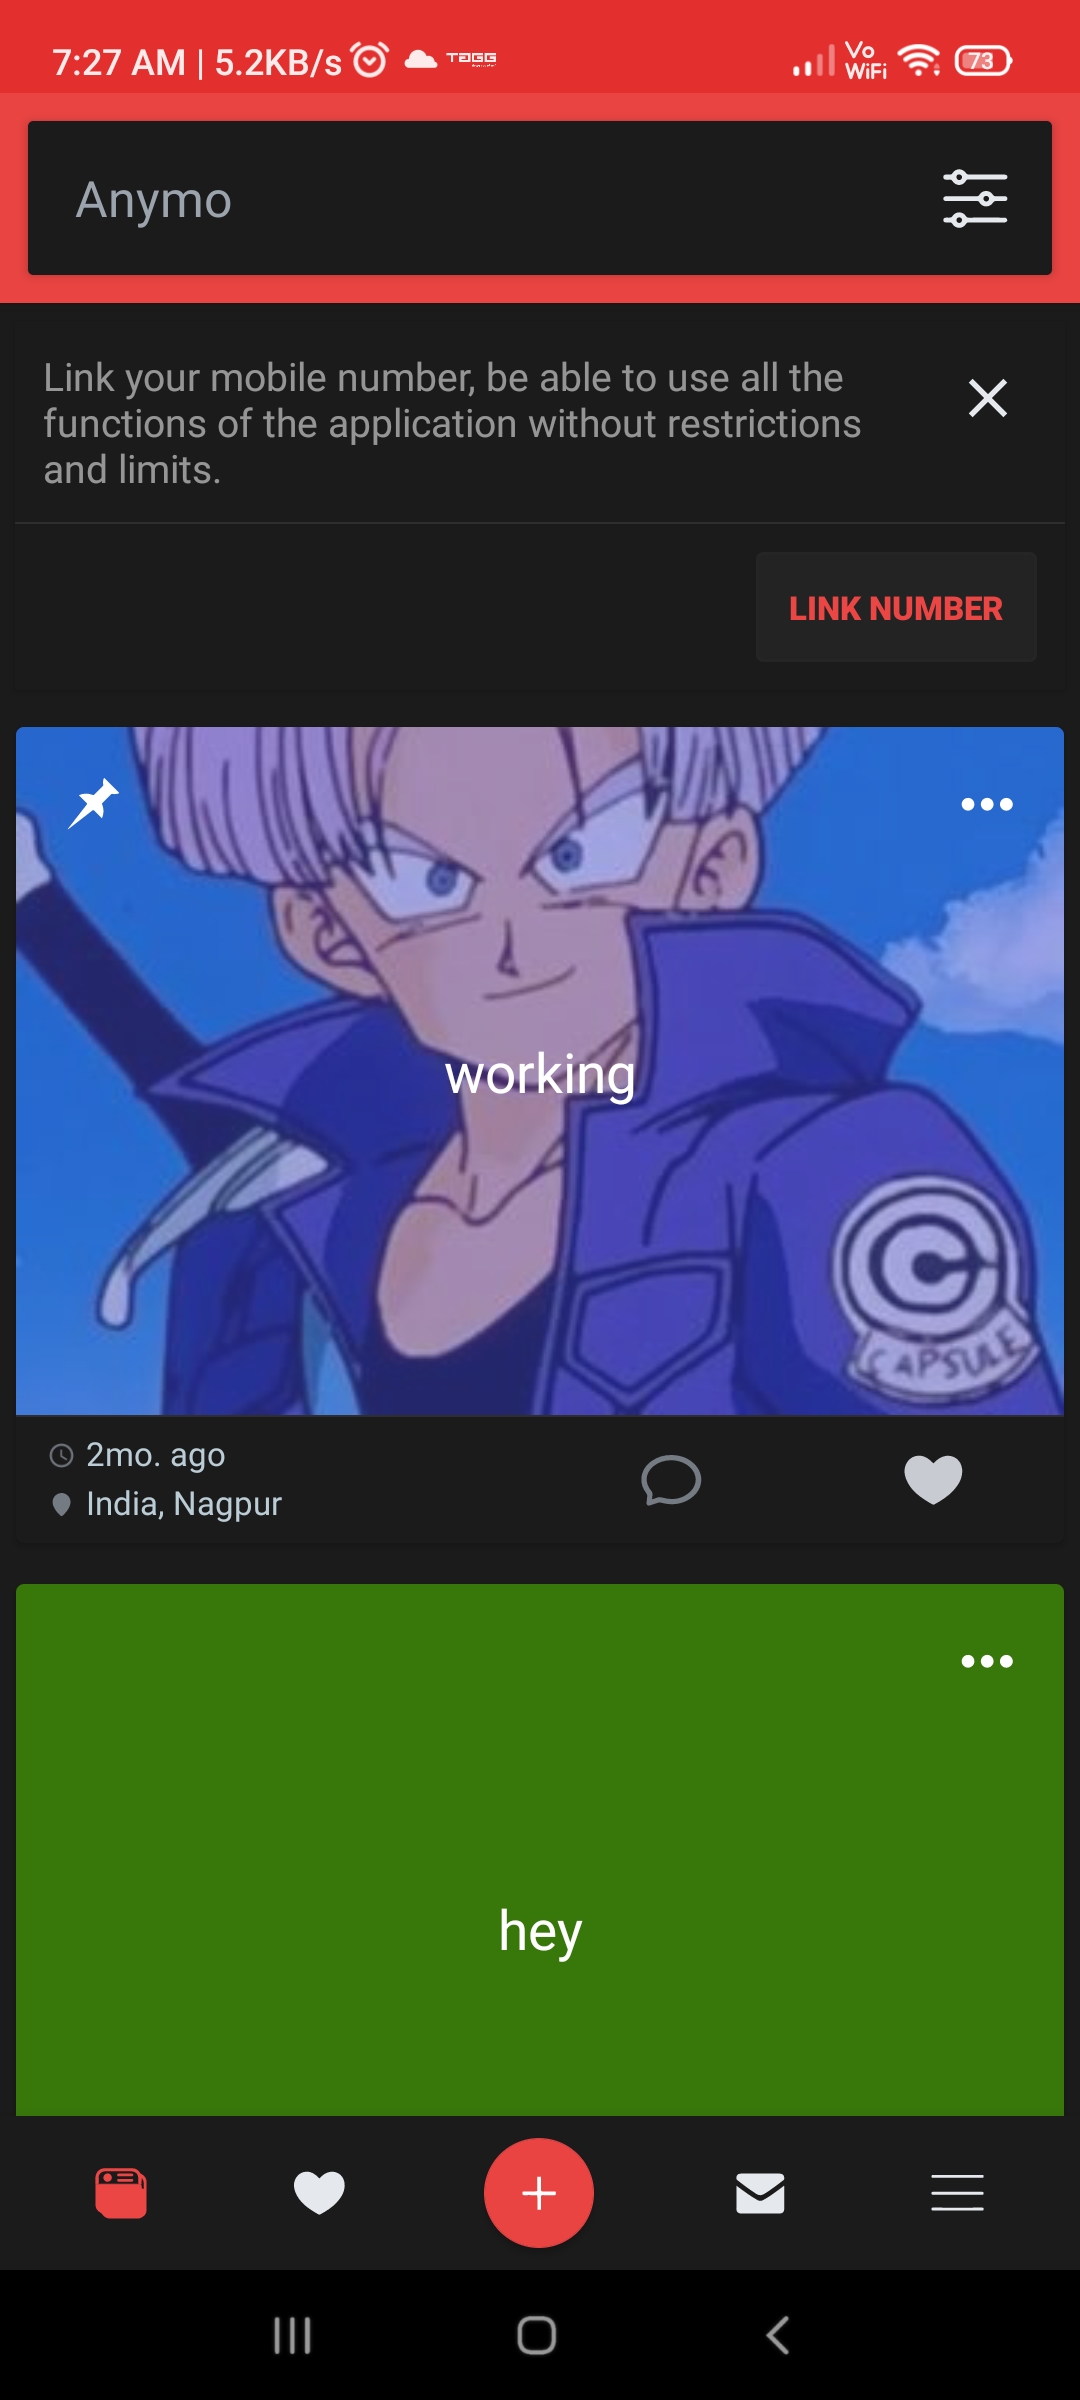 7:27 AM | 5.2KB/s
Vo
WiFi
73
Anymo
Link your mobile number, be able to use all the
functions of the application without restrictions
and limits.
LINK NUMBER
working
CAPSULE
2mo. ago
India, Nagpur
hey